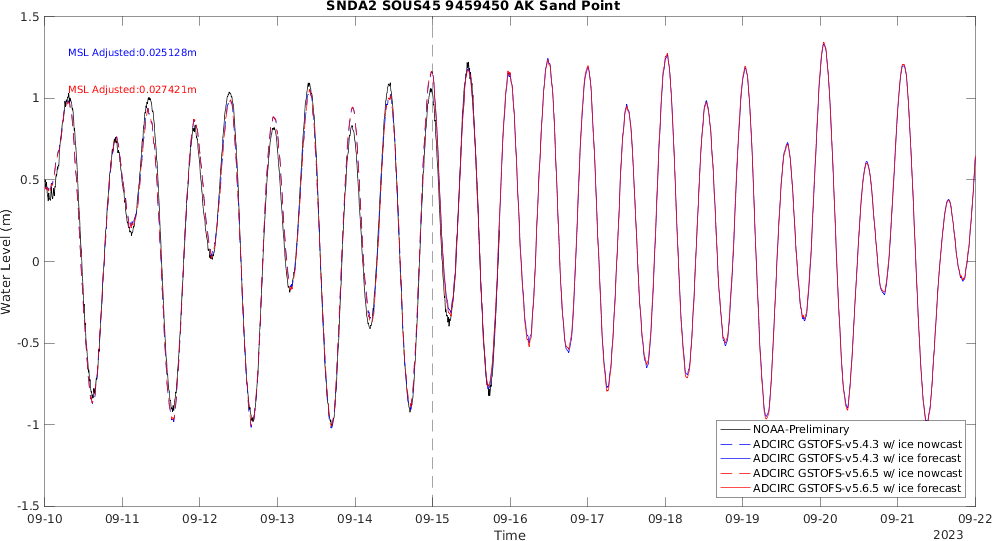 SNDA2 SOUS45 9459450 AK Sand Point
1.5
MSL Adjusted:0.025128m
MSL Adjusted:0.027421m
1
0.5
0
-0.5
-1
-1.5
Water Level (m)
NOAA-Preliminary
ADCIRC GSTOFS-v5.4.3 w/ ice nowcast
ADCIRC GSTOFS-v5.4.3 w/ ice forecast
ADCIRC GSTOFS-v5.6.5 w/ ice nowcast
ADCIRC GSTOFS-v5.6.5 w/ ice forecast
09-10 09-11 09-12 09-13 09-14 09-15 09-16 09-17 09-18 09-19 09-20 09-21 09-22
Time
2023